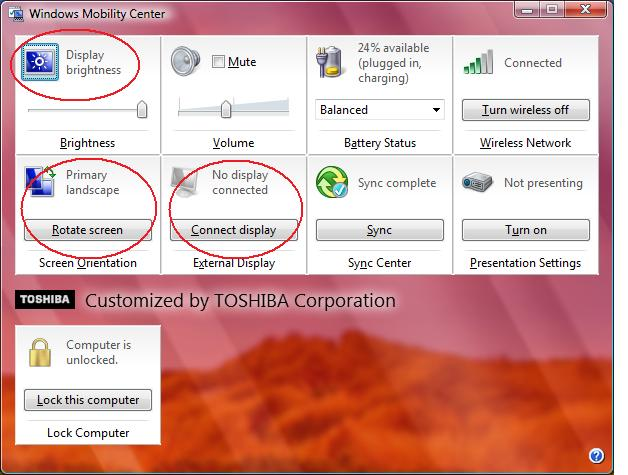 Windows Mobility Center
Display
brightness
Brightness
Mute
Volume
24% available
(plugged in,
charging)
Balanced
Battery Status
Connected
Turn wireless off
Wireless Network
Primary
landscape
Rotate screen
Screen Orientation
No display
connected
Connect display
External Display
Sync complete
Sync
Sync Center
Not presenting
Turn on
Presentation Settings
TOSHIBA Customized by TOSHIBA Corporation
Computer is
unlocked.
Lock this computer
Lock Computer
?